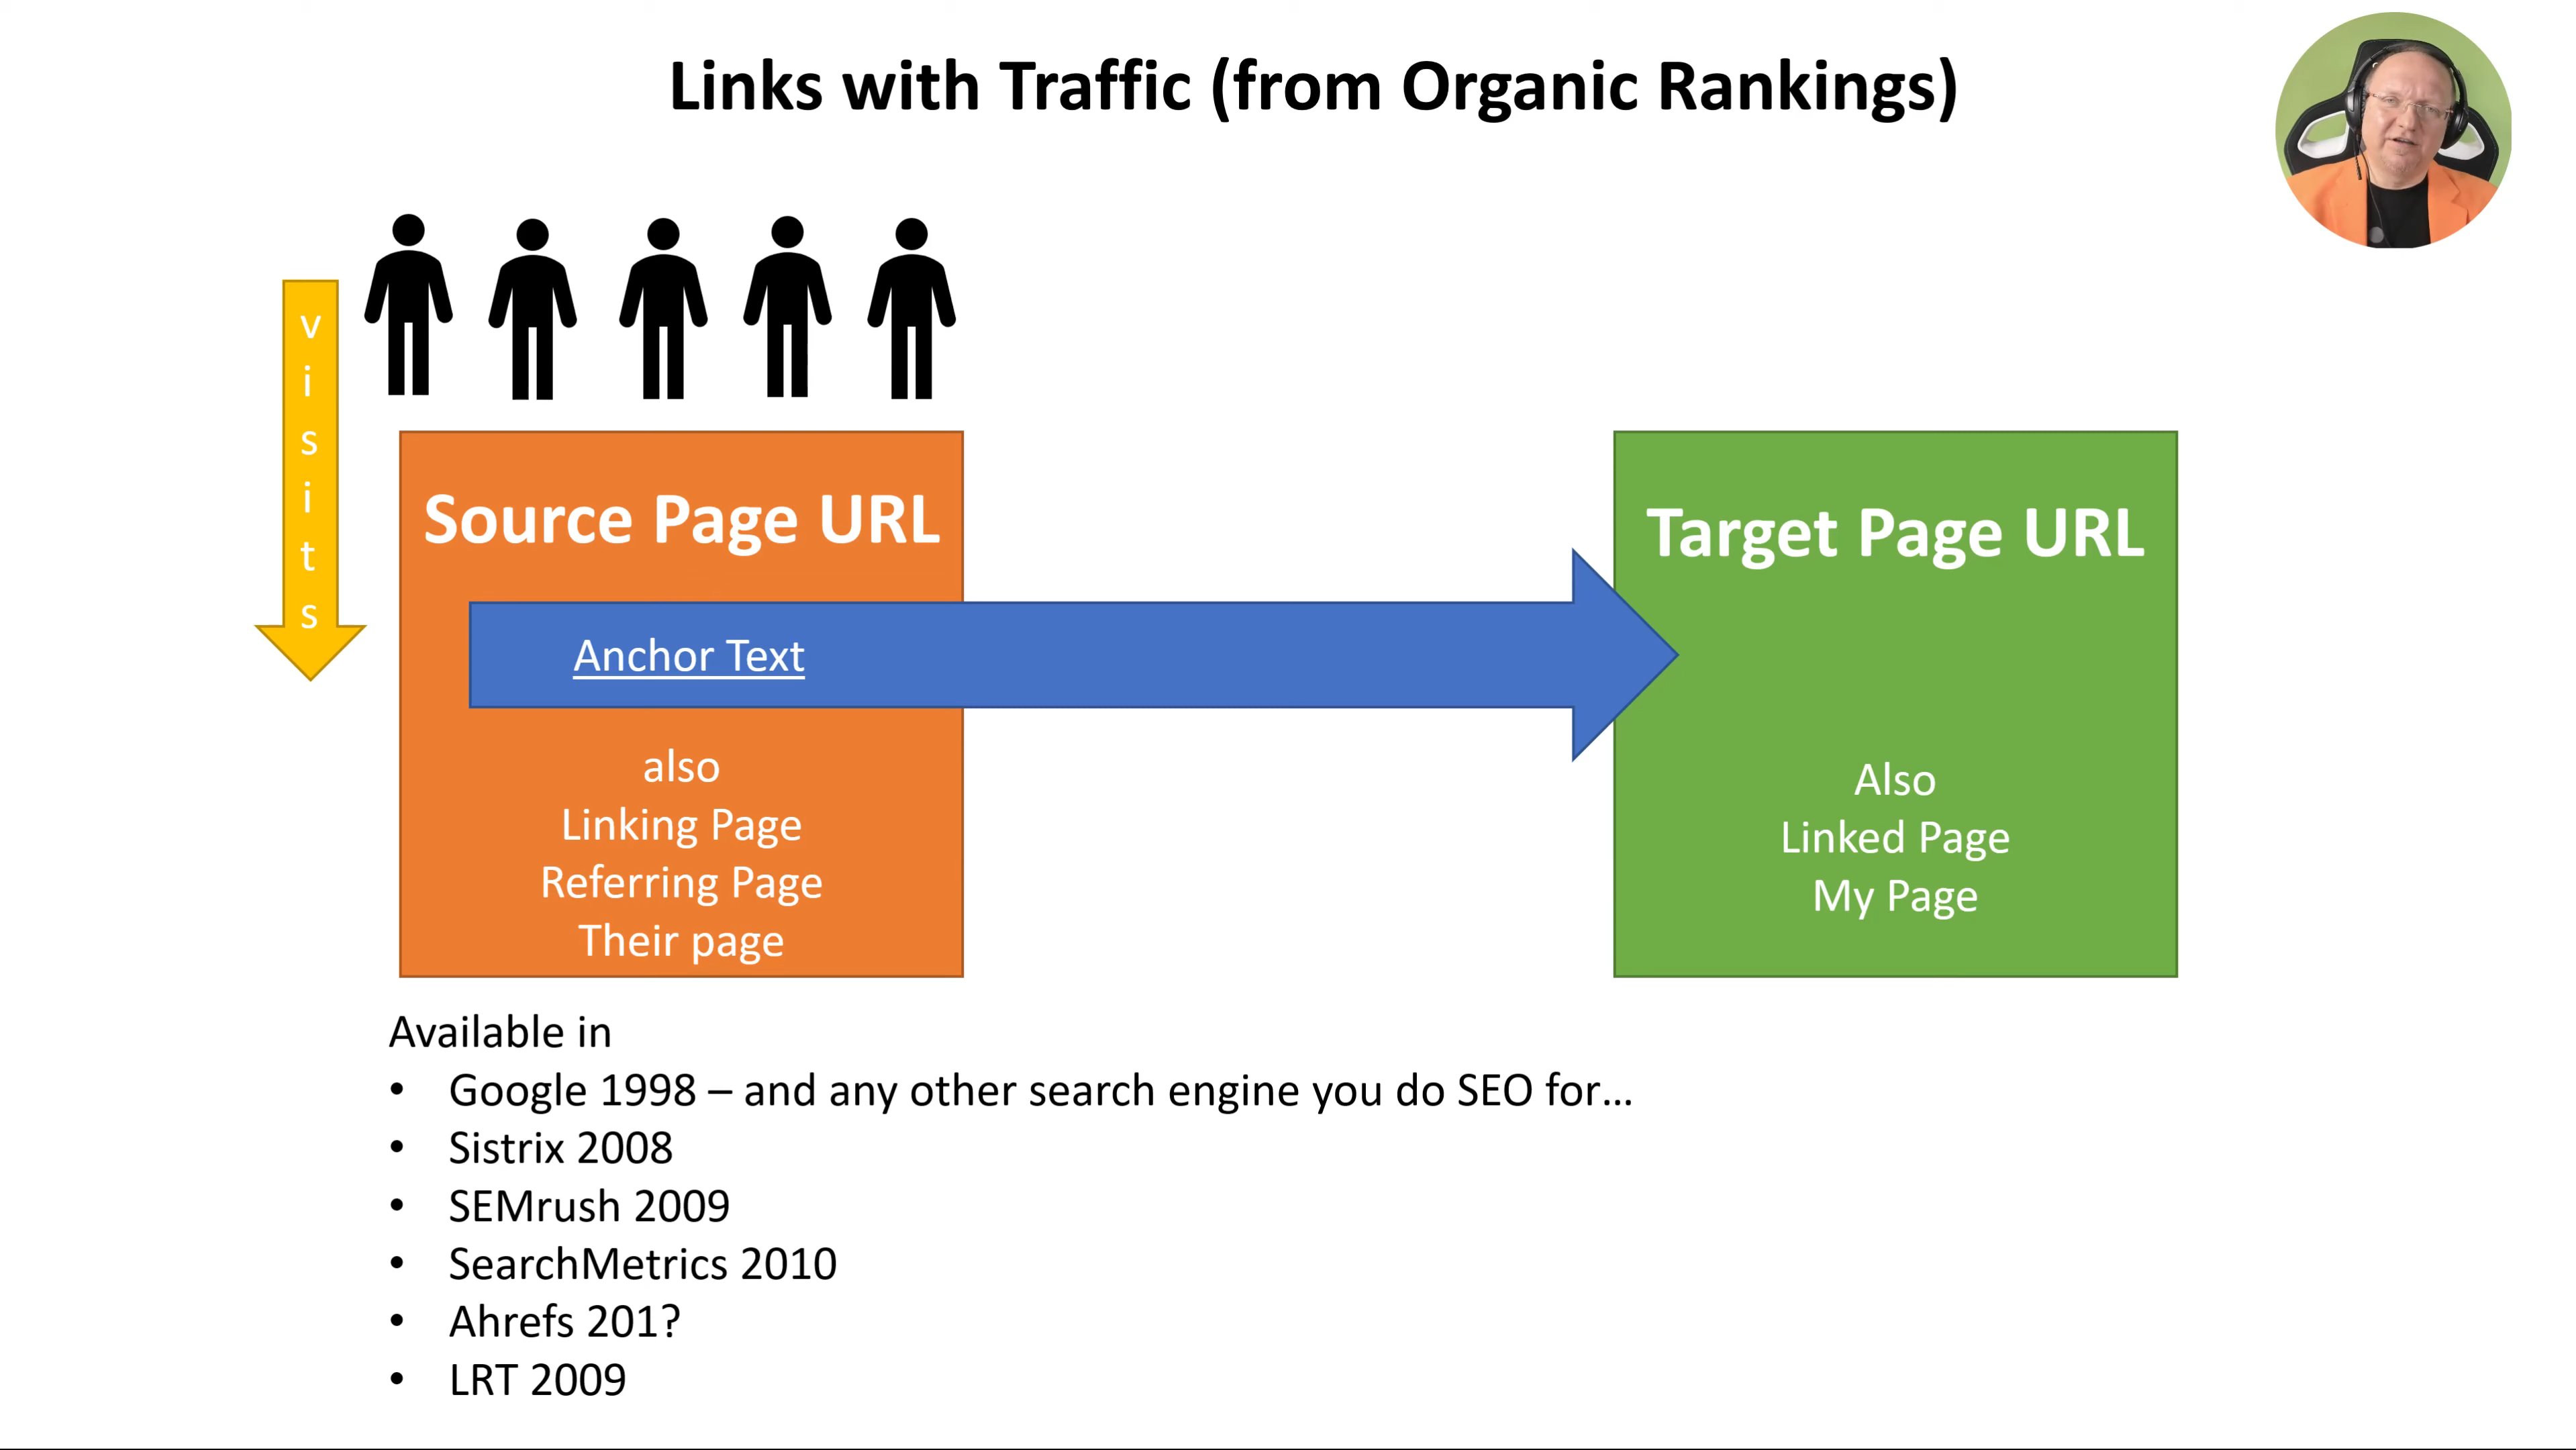 Links with Traffic (from Organic Rankings)
visits
Source Page URL
Anchor Text
also
Linking Page
Referring Page
Their page
Target Page URL
Also
Linked Page
My Page
Available in
• Google 1998 – and any other search engine you do SEO for...
• Sistrix 2008
• SEMrush 2009
• SearchMetrics 2010
• Ahrefs 201?
• LRT 2009